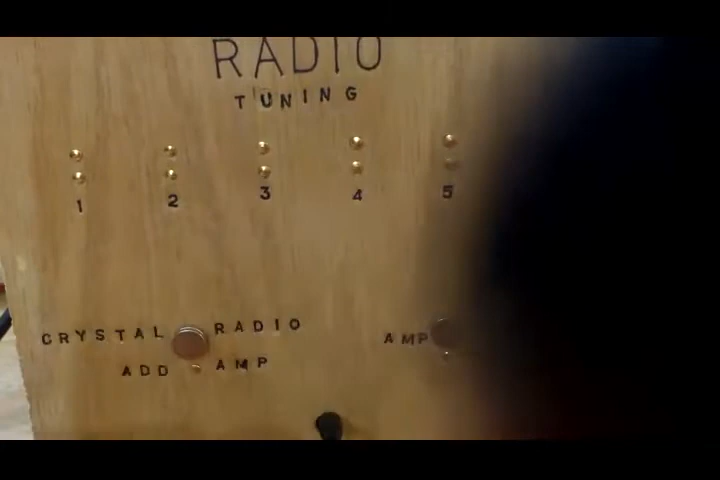 RADIO
TUNING
1 2 3 4 5
CRYSTAL RADIO AMP
ADD AMP